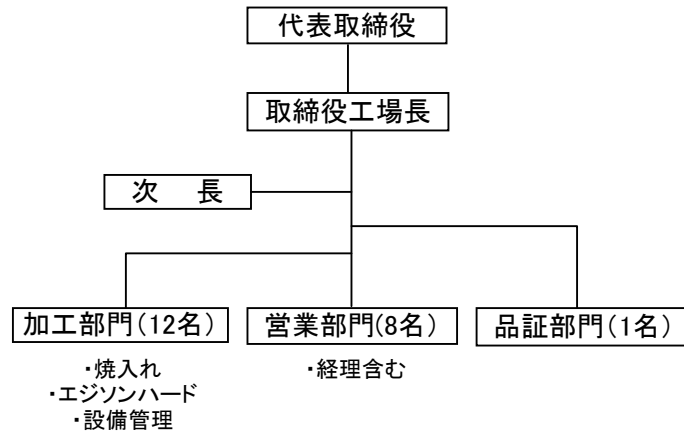 代表取締役
取締役工場長
次　長
加工部門(12名)
営業部門(8名)
品証部門(1名)
・焼入れ
・エジソンハード
・設備管理
・経理含む